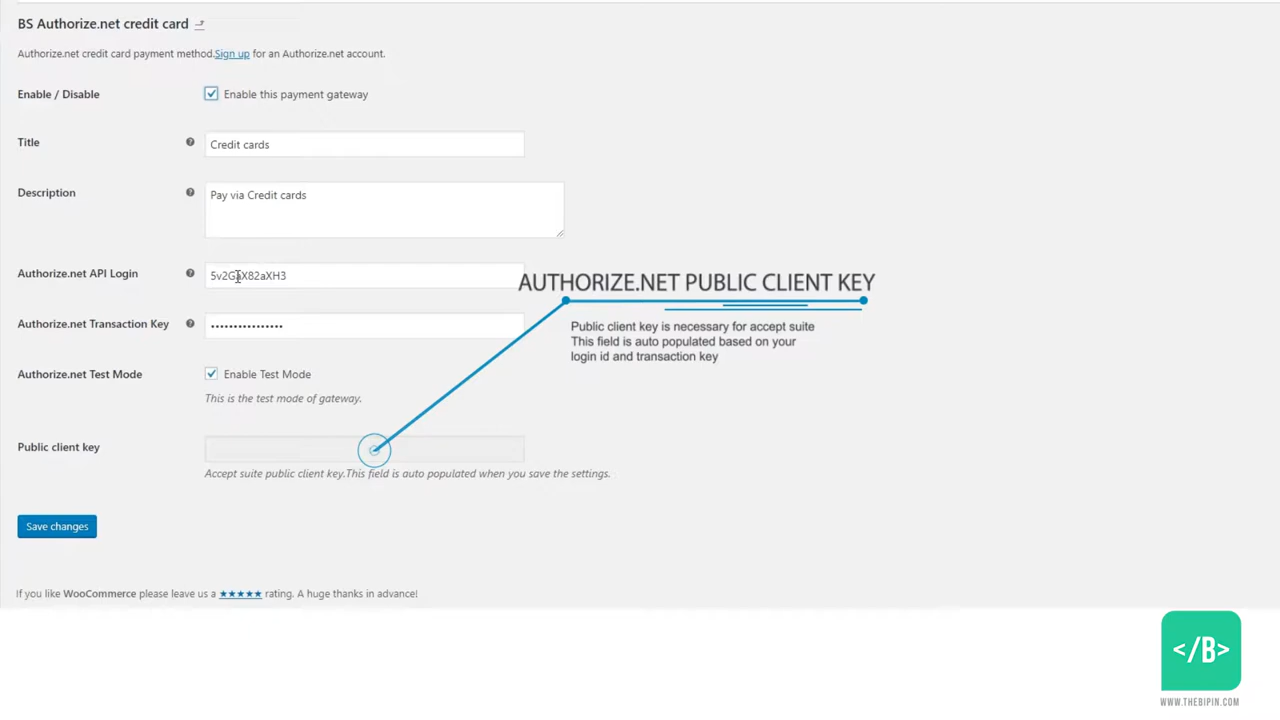 BS Authorize.net credit card
Authorize.net credit card payment method.Sign up for an Authorize.net account.
Enable / Disable
Enable this payment gateway
Title
Credit cards
Description
Pay via Credit cards
Authorize.net API Login
AUTHORIZE.NET PUBLIC CLIENT KEY
Public client key is necessary for accept suite
This field is auto populated based on your
login id and transaction key
Authorize.net Transaction Key
••••••••••••••••
Authorize.net Test Mode
Enable Test Mode
This is the test mode of gateway.
Public client key
Accept suite public client key.This field is auto populated when you save the settings.
Save changes
If you like WooCommerce please leave us a ★★★★★ rating. A huge thanks in advance!
</B>
WWW.THEBIPIN.COM